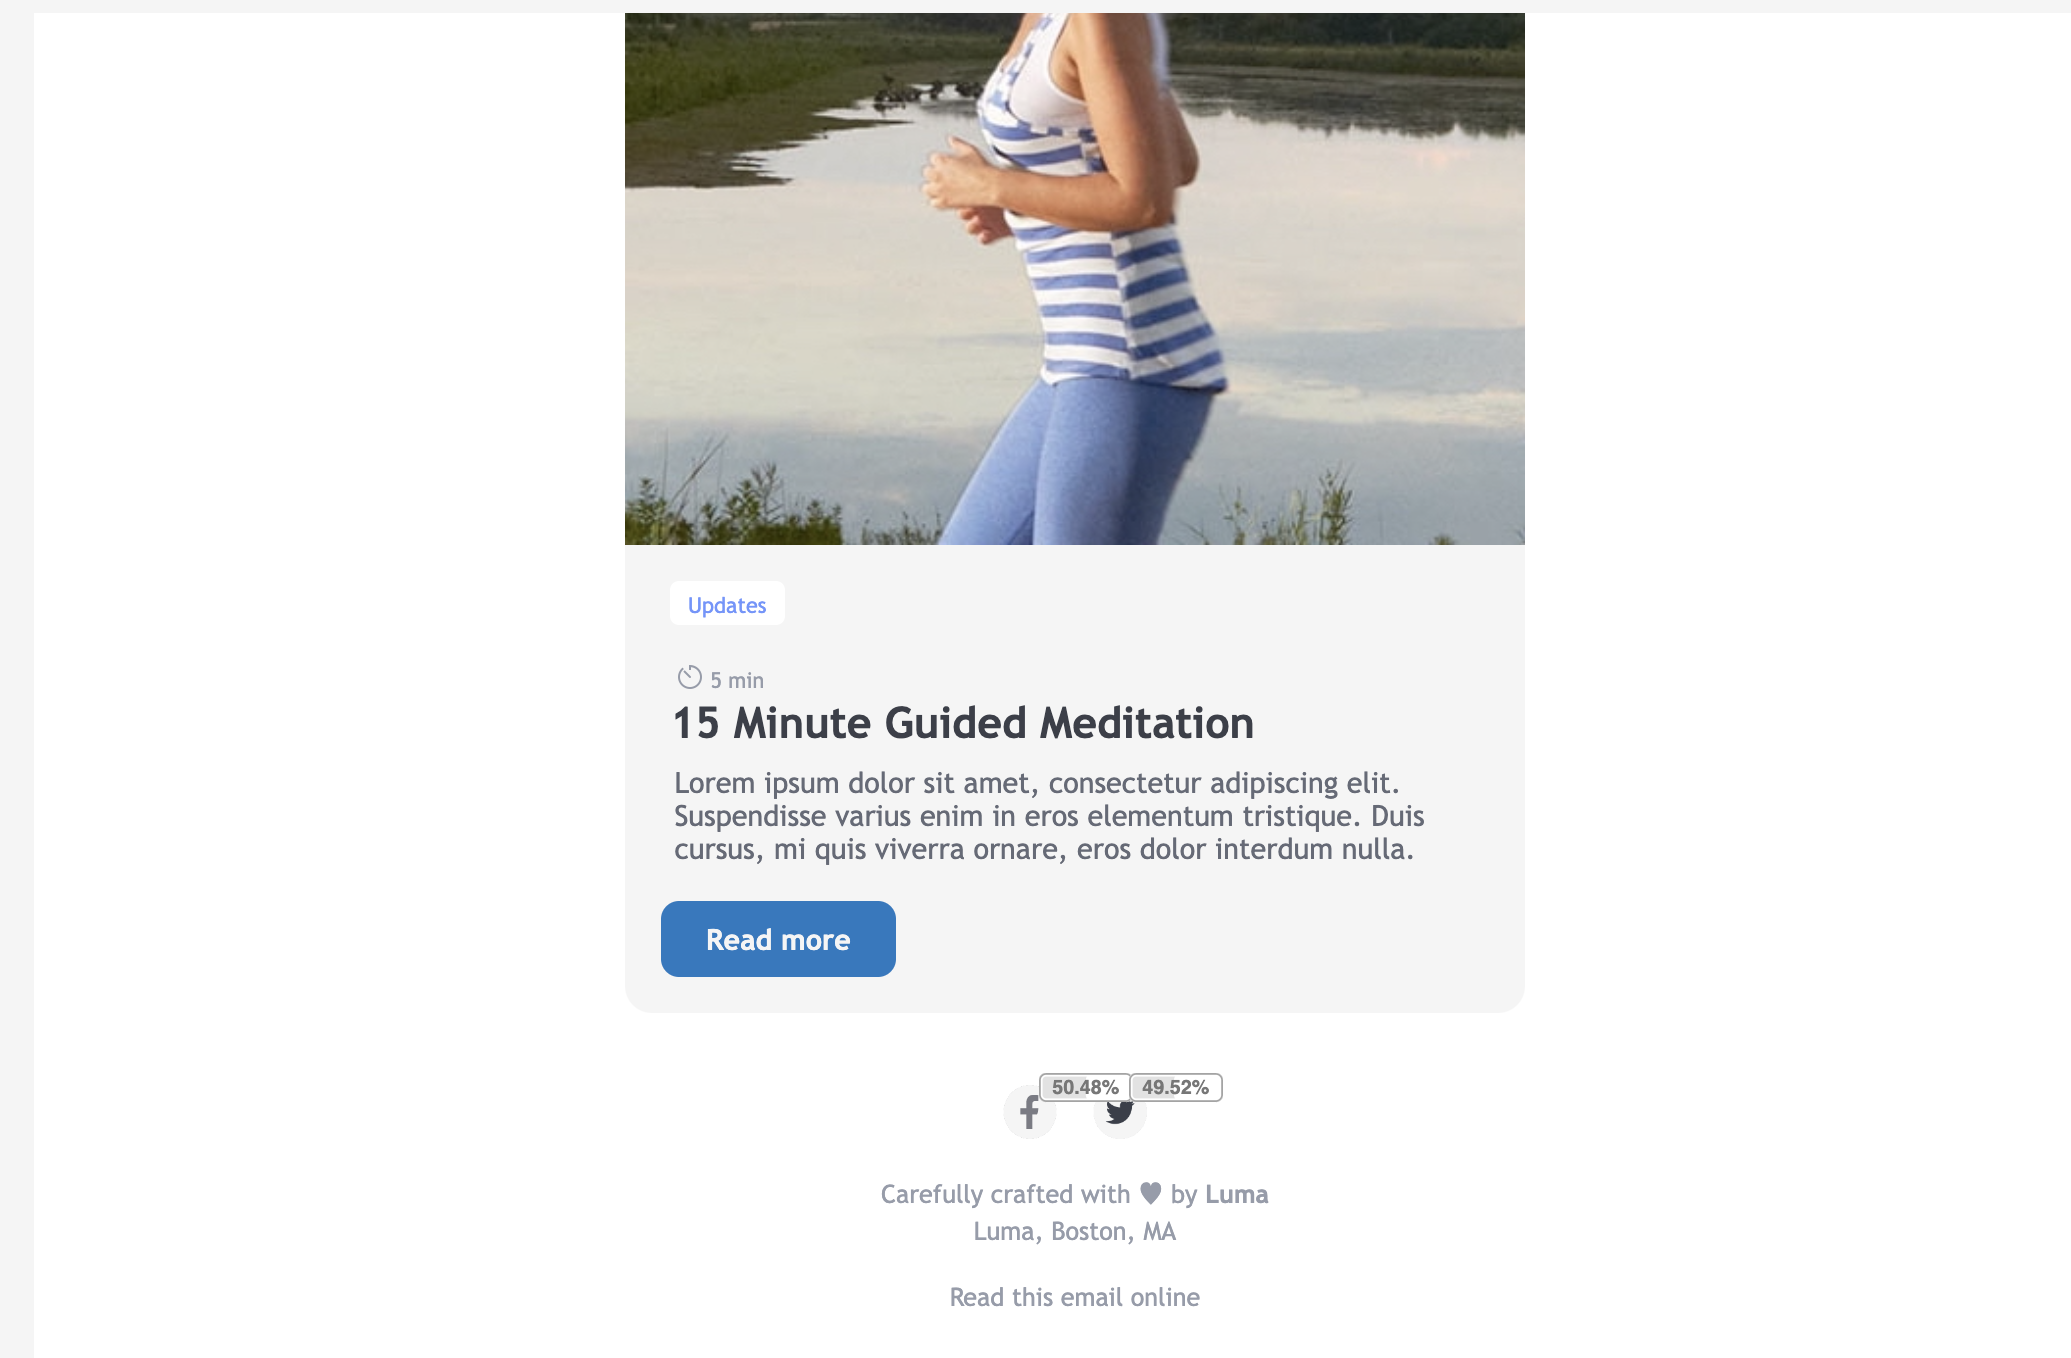 Updates
5 min
15 Minute Guided Meditation
Lorem ipsum dolor sit amet, consectetur adipiscing elit.
Suspendisse varius enim in eros elementum tristique. Duis
cursus, mi quis viverra ornare, eros dolor interdum nulla.
Read more
50.48% 49.52%
Carefully crafted with ♥ by Luma
Luma, Boston, MA
Read this email online